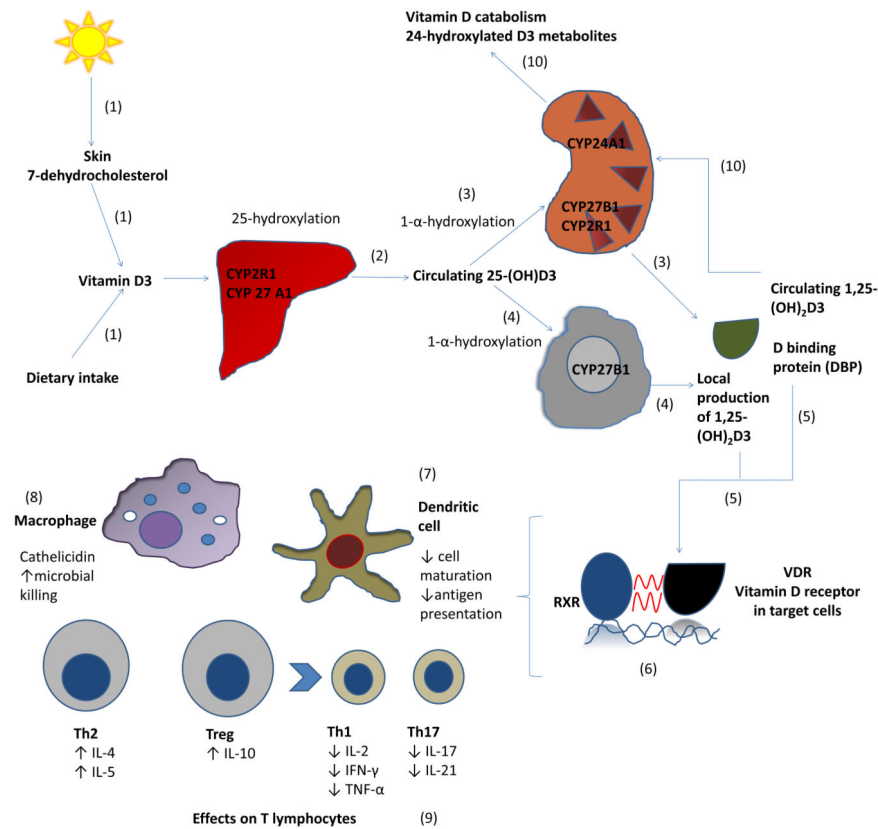 Vitamin D catabolism
24-hydroxylated D3 metabolites
(10)
(1)
CYP24A1
Skin
7-dehydrocholesterol
(10)
(3)
(1)
25-hydroxylation
1-α-hydroxylation
CYP27B1
CYP2R1
(2)
(3)
Vitamin D3
CYP2R1
CYP 27 A1
Circulating 25-(OH)D3
Circulating 1,25-
(OH)₂D3
(4)
(1)
1-α-hydroxylation
D binding
protein (DBP)
Dietary intake
CYP27B1
(4)
Local
production
of 1,25-
(OH)₂D3
(5)
(5)
(8)
Macrophage
Cathelicidin
↑microbial
killing
(7)
Dendritic
cell
↓ cell
maturation
↓antigen
presentation
RXR
VDR
Vitamin D receptor
in target cells
(6)
Th2
↑ IL-4
↑ IL-5
Treg
↑ IL-10
Th1
↓ IL-2
↓ IFN-γ
↓ TNF-α
Th17
↓ IL-17
↓ IL-21
Effects on T lymphocytes (9)